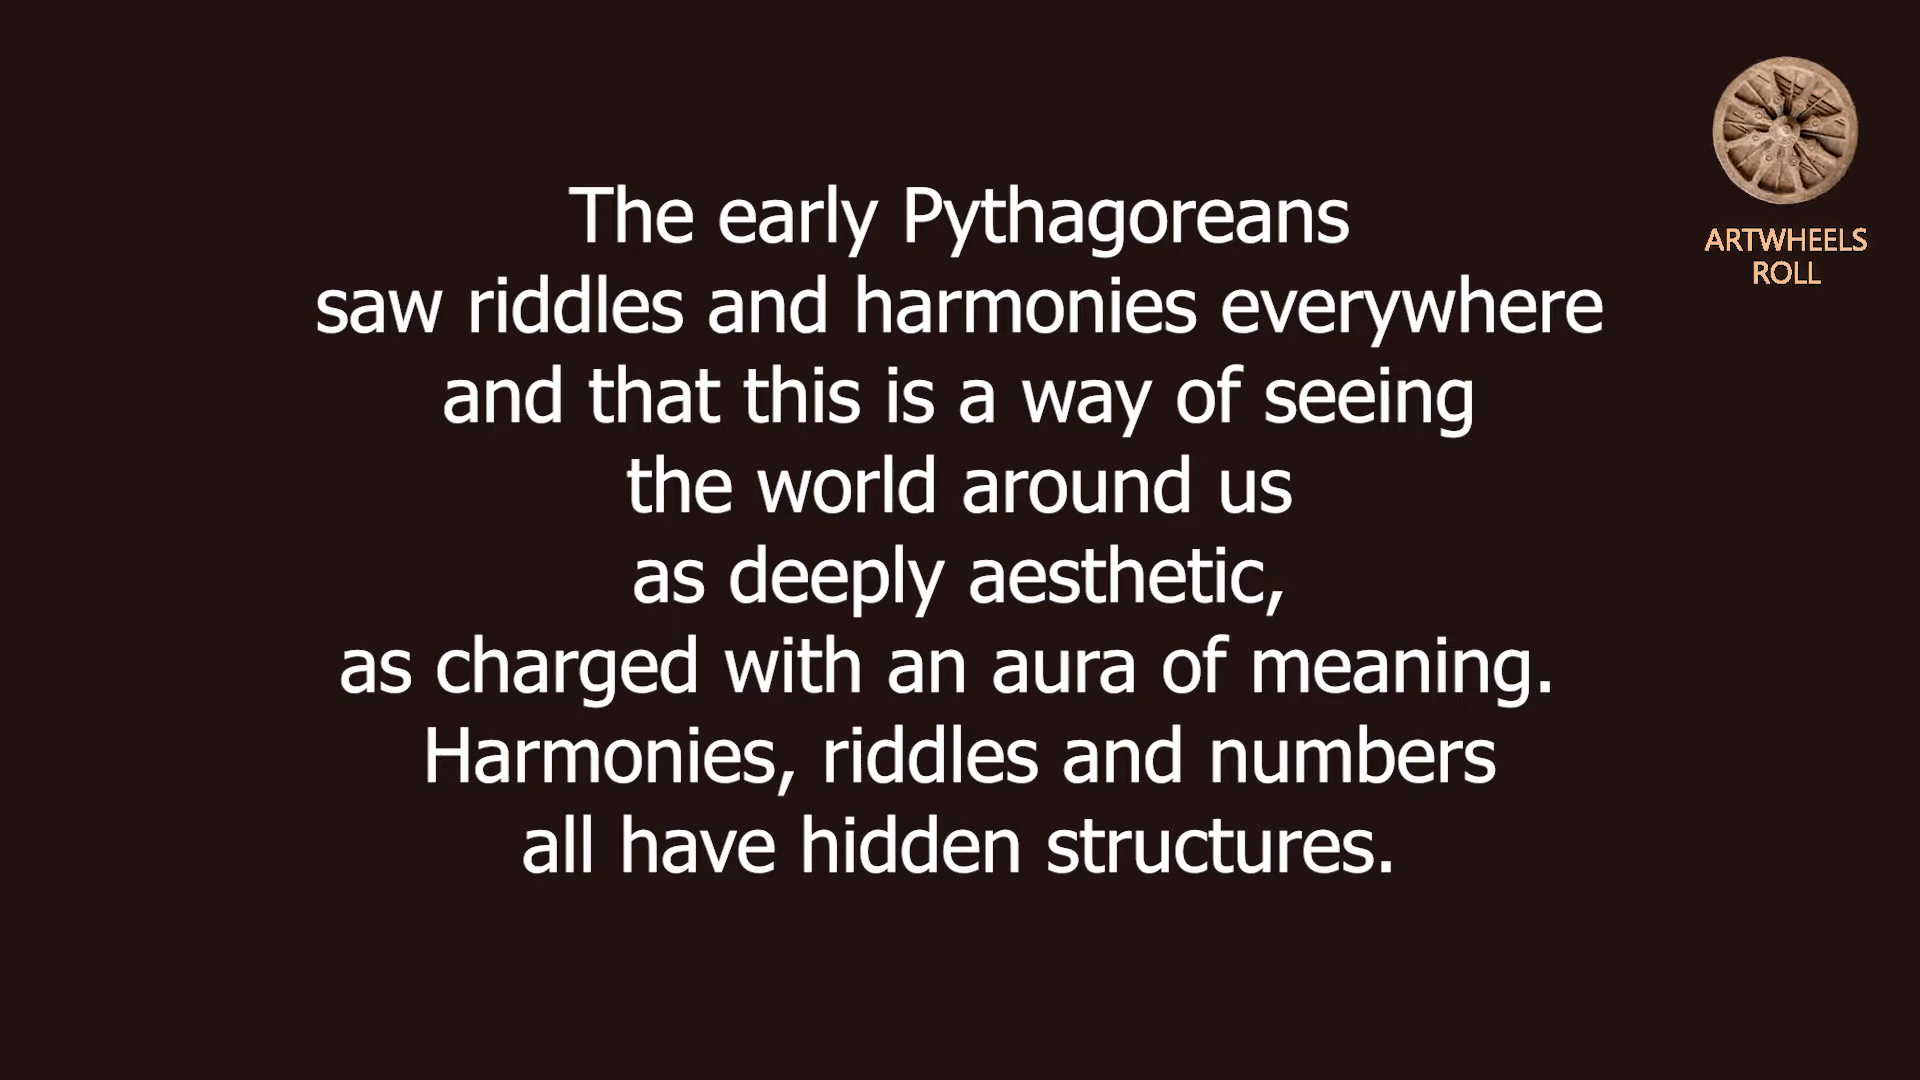 The early Pythagoreans
saw riddles and harmonies everywhere
and that this is a way of seeing
the world around us
as deeply aesthetic,
as charged with an aura of meaning.
Harmonies, riddles and numbers
all have hidden structures.
ARTWHEELS
ROLL